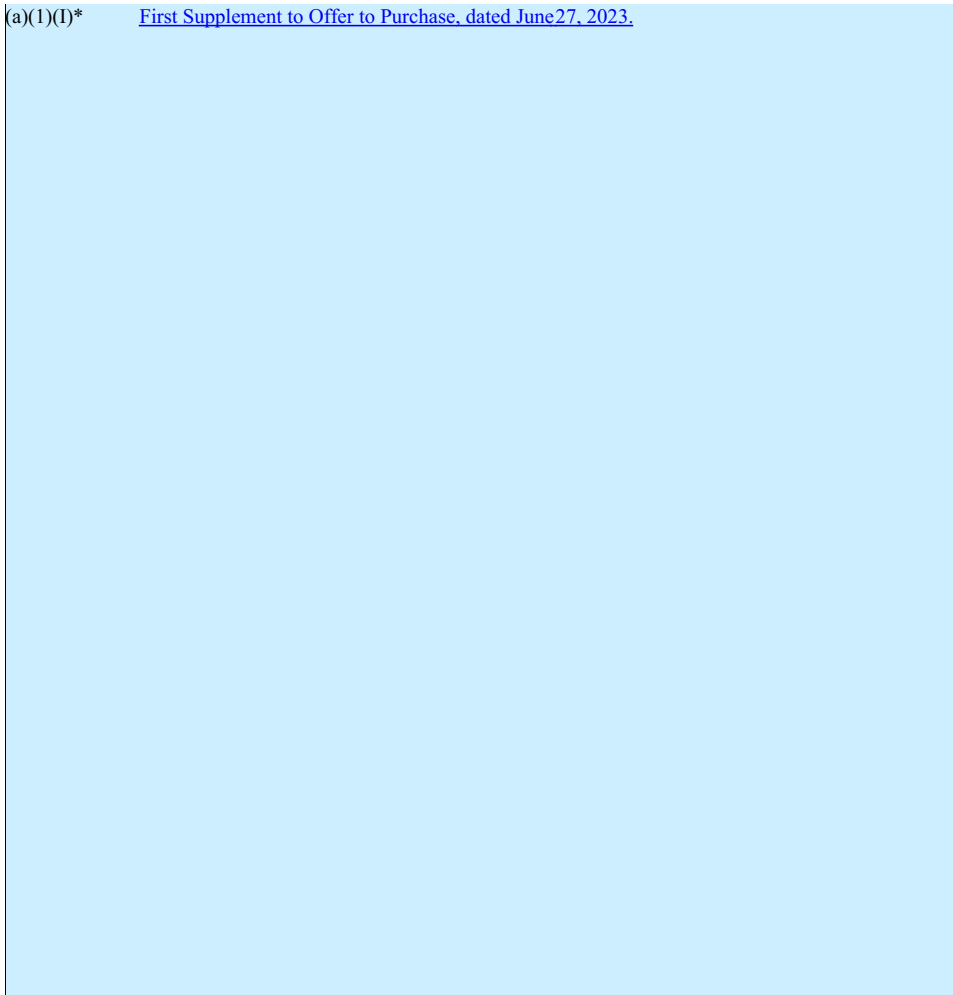 (a)(1)(I)* First Supplement to Offer to Purchase, dated June27, 2023.